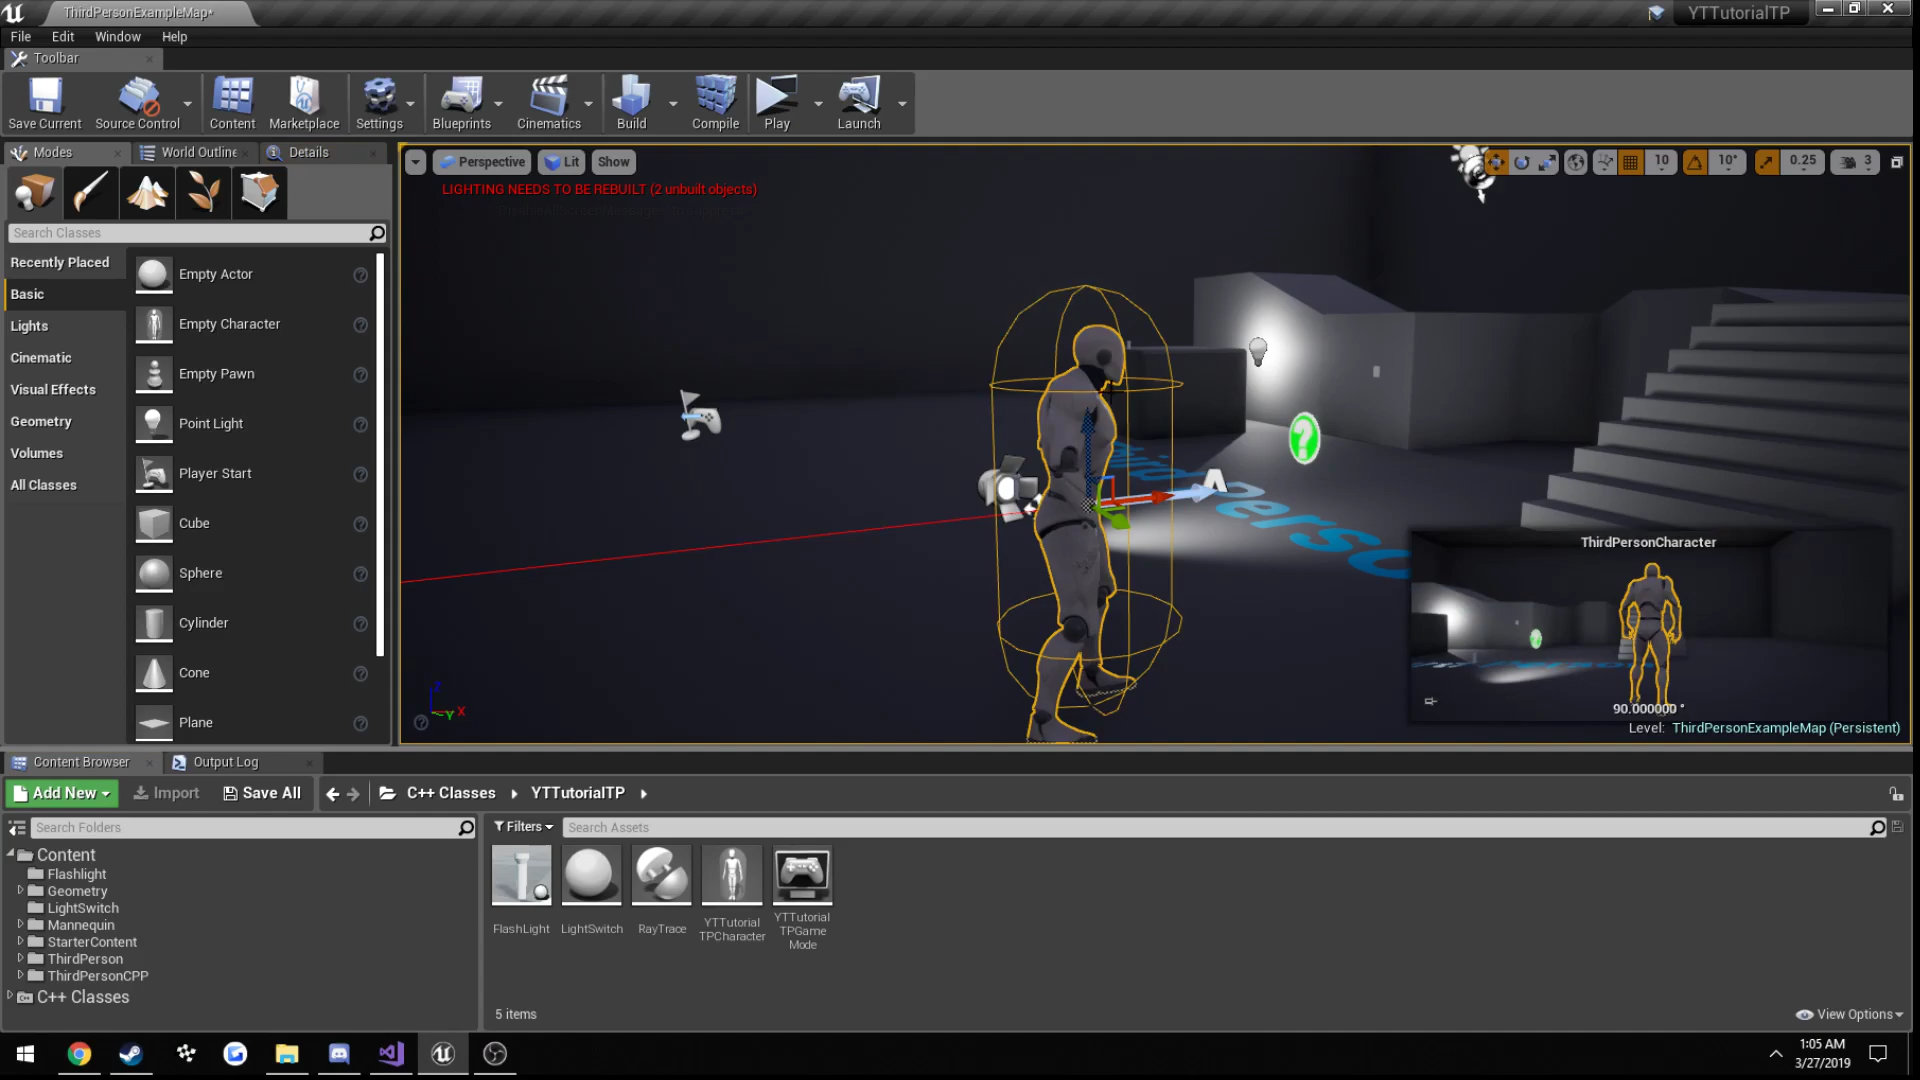 ThirdPersonExampleMap*
YTTutorialTP
File Edit Window Help
Toolbar
Save Current Source Control Content Marketplace Settings Blueprints Cinematics Build Compile Play Launch
Modes World Outline Details
Perspective Lit Show
10 10° 0.25 3
LIGHTING NEEDS TO BE REBUILT (2 unbuilt objects)
Search Classes
Recently Placed
Basic
Lights
Cinematic
Visual Effects
Geometry
Volumes
All Classes
Empty Actor
Empty Character
Empty Pawn
Point Light
Player Start
Cube
Sphere
Cylinder
Cone
Plane
Z
Y X
ThirdPersonCharacter
90.000000 °
Level: ThirdPersonExampleMap (Persistent)
Content Browser Output Log
Add New Import Save All C++ Classes YTTutorialTP
Search Folders
Filters Search Assets
Content
Flashlight
Geometry
LightSwitch
Mannequin
StarterContent
ThirdPerson
ThirdPersonCPP
C++ Classes
FlashLight
LightSwitch
RayTrace
YTTutorial
TPCharacter
YTTutorial
TPGame
Mode
5 items
View Options
1:05 AM
3/27/2019